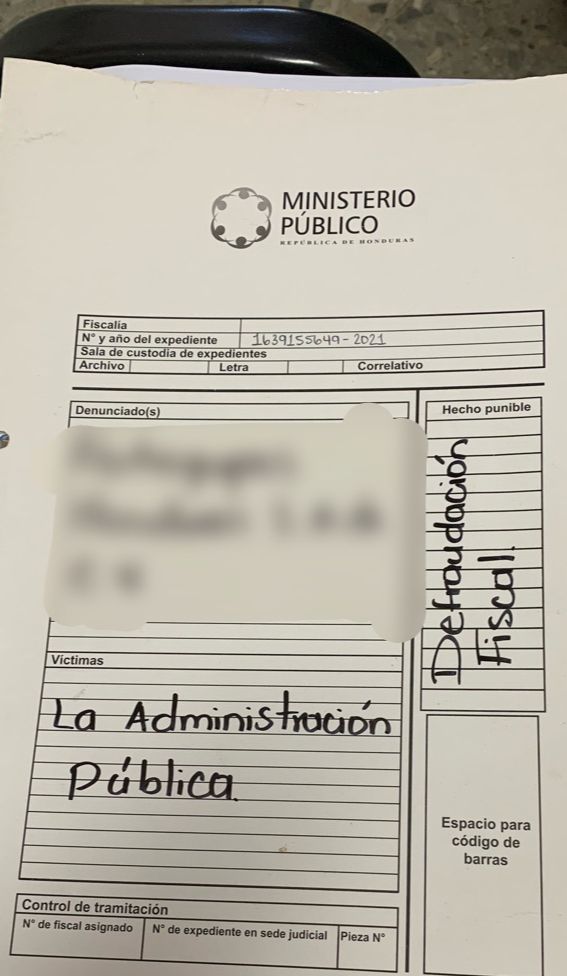 MINISTERIO
PÚBLICO
REPÚBLICA DE HONDURAS
Fiscalía
N° y año del expediente 1639155649-2021
Sala de custodia de expedientes
Archivo Letra Correlativo
Denunciado(s)
Hecho punible
Defraudación
Fiscal.
Víctimas
La Administración
Pública.
Espacio para
código de
barras
Control de tramitación
N° de fiscal asignado N° de expediente en sede judicial Pieza N°